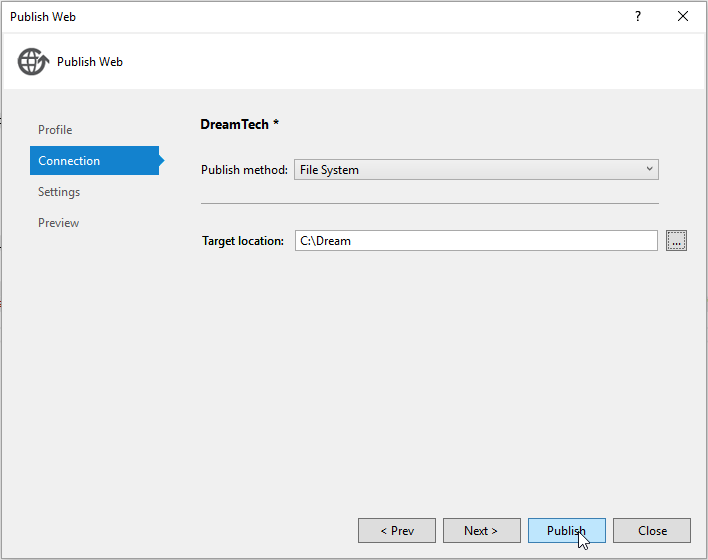 Publish Web
?
Publish Web
Profile
Connection
Settings
Preview
DreamTech *
Publish method: File System
Target location: C:\Dream ...
< Prev Next > Publish Close